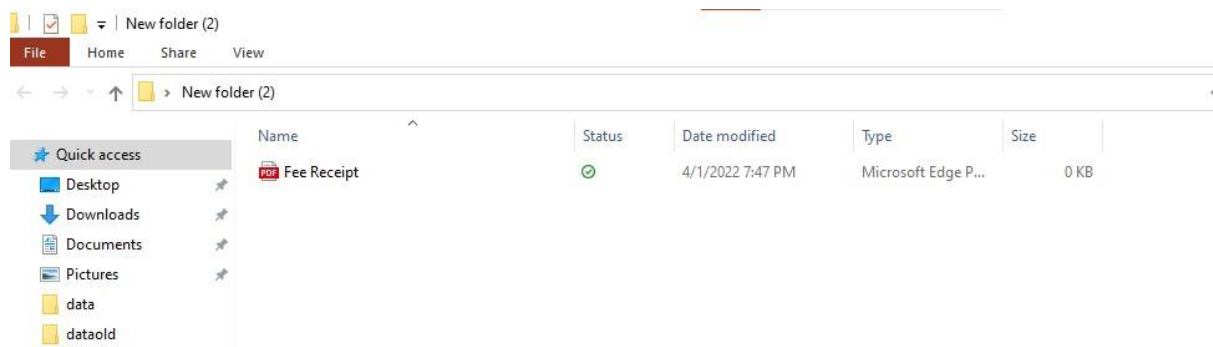 New folder (2)
File Home Share View
New folder (2)
Name Status Date modified Type Size
Quick access
PDF Fee Receipt 4/1/2022 7:47 PM Microsoft Edge P... 0 KB
Desktop
Downloads
Documents
Pictures
data
dataold